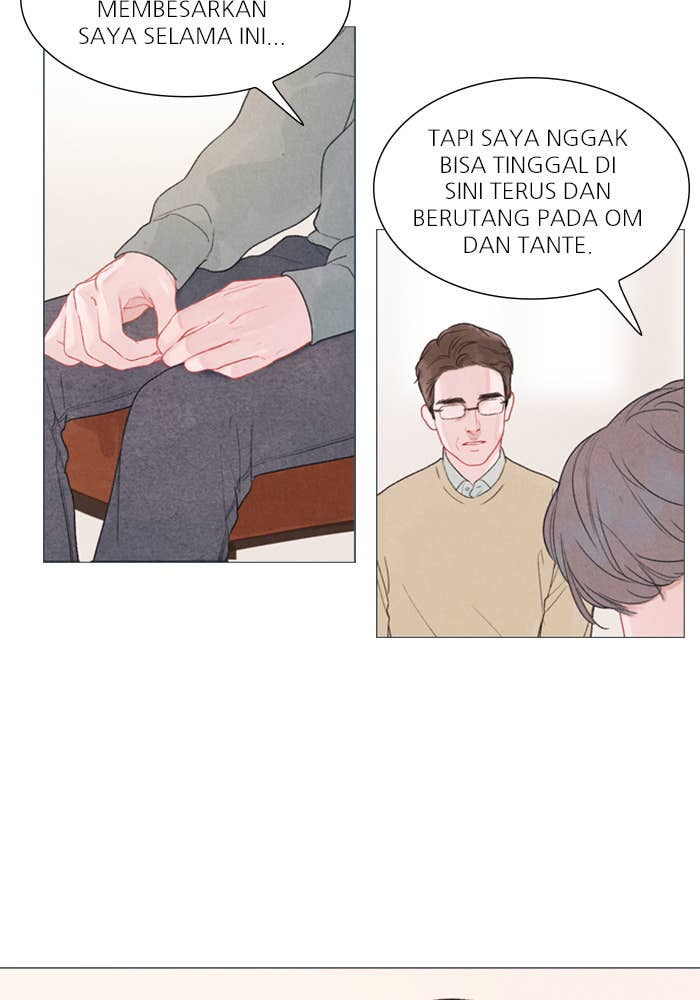 MEMBESARKAN
SAYA SELAMA INI...
TAPI SAYA NGGAK
BISA TINGGAL DI
SINI TERUS DAN
BERUTANG PADA OM
DAN TANTE.